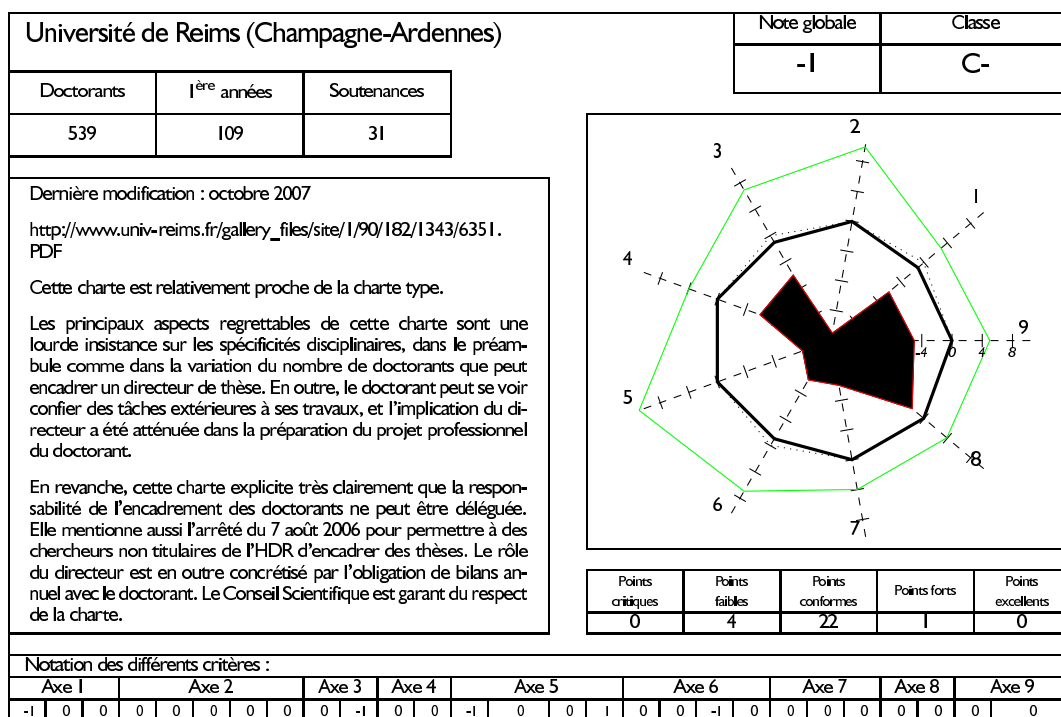 Université de Reims (Champagne-Ardennes)
Note globale Classe
-1 C-
Doctorants 1ère années Soutenances
539 109 31
Dernière modification : octobre 2007
http://www.univ-reims.fr/gallery_files/site/1/90/182/1343/6351.
PDF
Cette charte est relativement proche de la charte type.
Les principaux aspects regrettables de cette charte sont une
lourde insistance sur les spécificités disciplinaires, dans le préam-
bule comme dans la variation du nombre de doctorants que peut
encadrer un directeur de thèse. En outre, le doctorant peut se voir
confier des tâches extérieures à ses travaux, et l'implication du di-
recteur a été atténuée dans la préparation du projet professionnel
du doctorant.
En revanche, cette charte explicite très clairement que la respon-
sabilité de l'encadrement des doctorants ne peut être déléguée.
Elle mentionne aussi l'arrêté du 7 août 2006 pour permettre à des
chercheurs non titulaires de l'HDR d'encadrer des thèses. Le rôle
du directeur est en outre concrétisé par l'obligation de bilans an-
nuel avec le doctorant. Le Conseil Scientifique est garant du respect
de la charte.
2
3
1
4
9
-4 0 4 8
5
8
6
7
Points critiques Points faibles Points conformes Points forts Points excellents
0 4 22 1 0
Notation des différents critères :
Axe 1 Axe 2 Axe 3 Axe 4 Axe 5 Axe 6 Axe 7 Axe 8 Axe 9
-1 0 0 0 0 0 0 0 0 -1 0 0 -1 0 0 1 0 0 -1 0 0 0 0 0 0 0 0